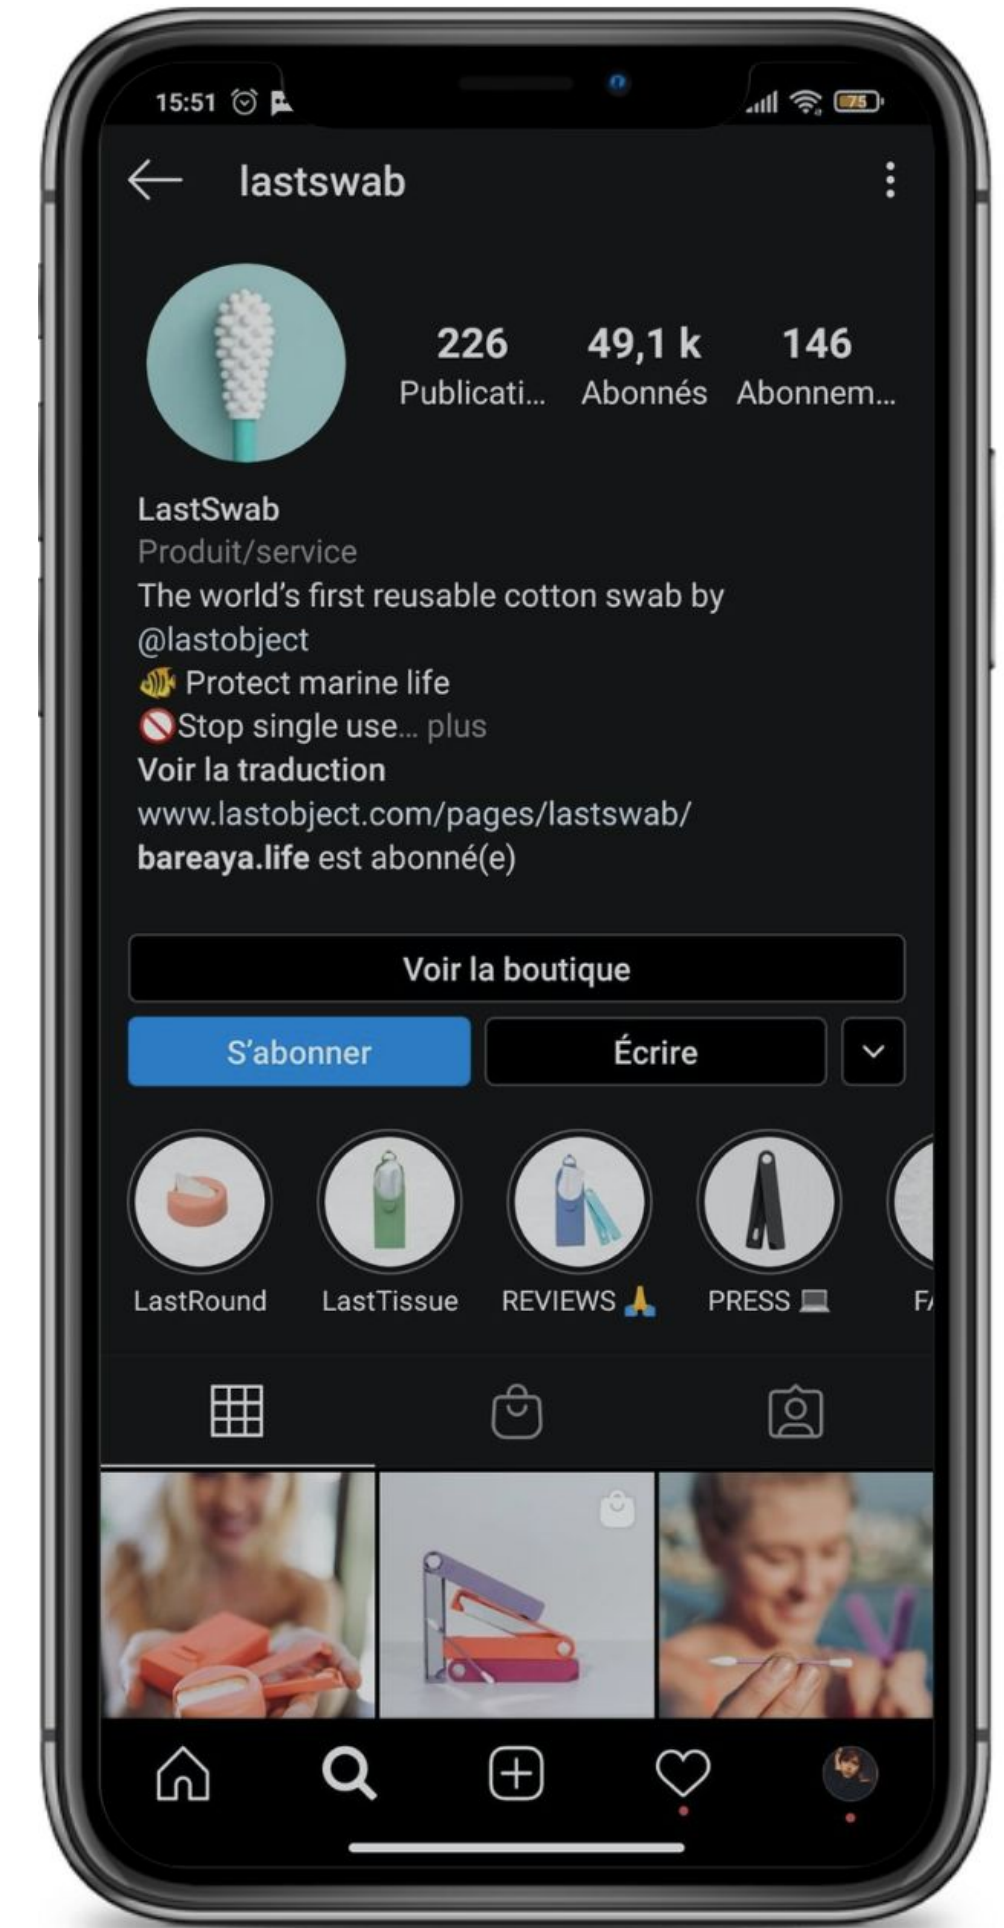 15:51
75
lastswab
226 49,1 k 146
Publicati... Abonnés Abonnem...
LastSwab
Produit/service
The world's first reusable cotton swab by
@lastobject
🐠 Protect marine life
🚫Stop single use... plus
Voir la traduction
www.lastobject.com/pages/lastswab/
bareaya.life est abonné(e)
Voir la boutique
S'abonner Écrire
LastRound LastTissue REVIEWS 🙏 PRESS 💻